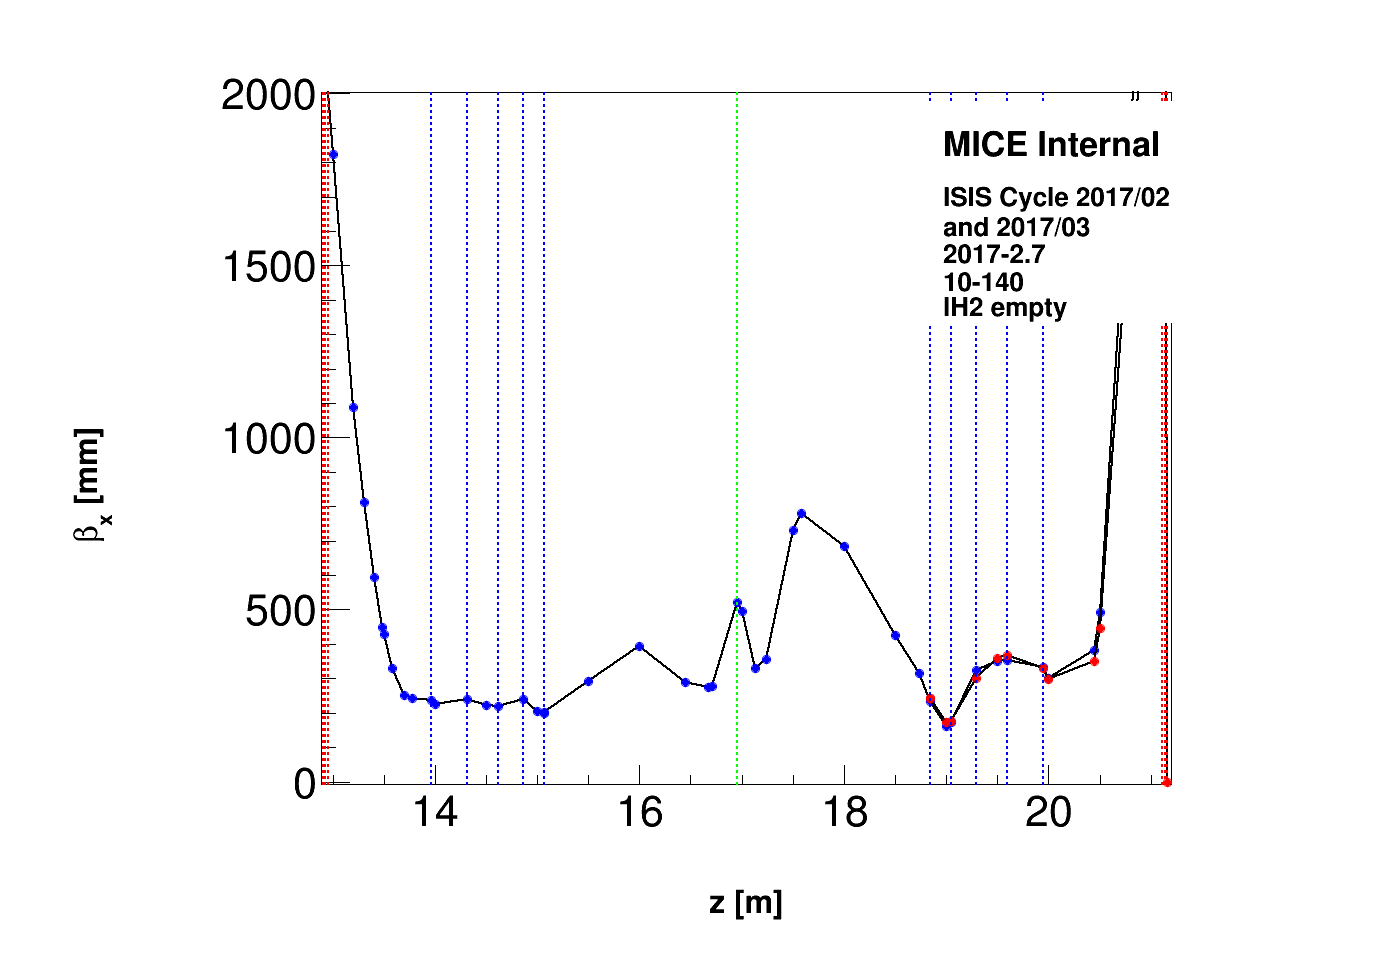 2000
1500
1000
500
0
14 16 18 20
βx [mm]
z [m]
MICE Internal
ISIS Cycle 2017/02
and 2017/03
2017-2.7
10-140
lH2 empty